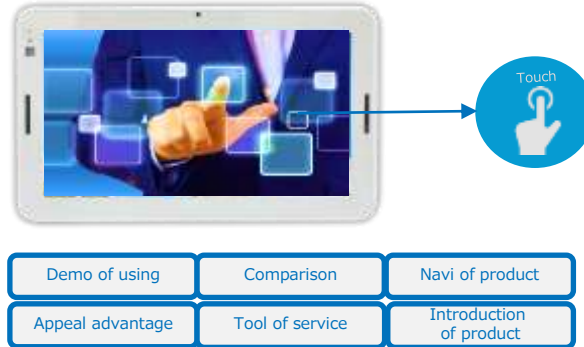 Touch
Demo of using
Comparison
Navi of product
Appeal advantage
Tool of service
Introduction
of product